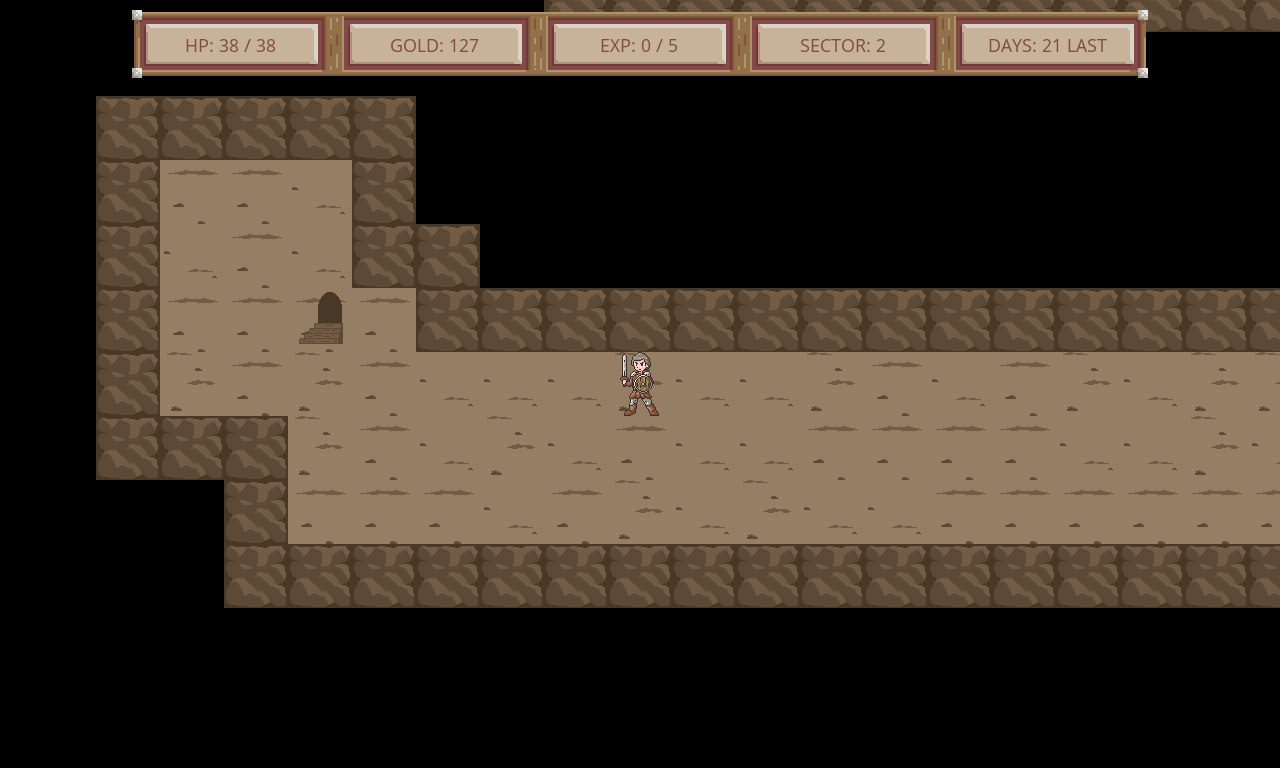 HP: 38 / 38
GOLD: 127
EXP: 0 / 5
SECTOR: 2
DAYS: 21 LAST